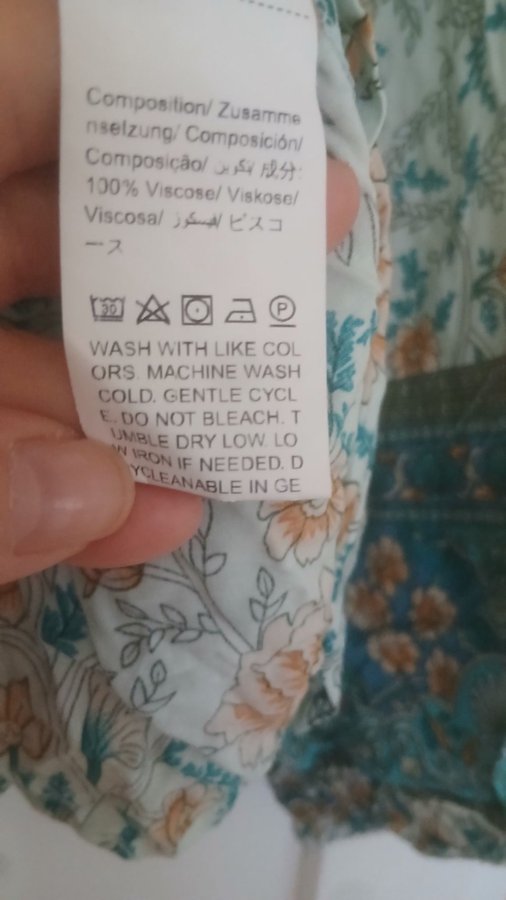 Composition/ Zusamme
nsetzung/ Composición/
Composição/ تكوين/ 成分:
100% Viscose/ Viskose/
Viscosa/ فيسكوز/ ビスコ
ース
30 P
WASH WITH LIKE COL
ORS. MACHINE WASH
COLD. GENTLE CYCL
E. DO NOT BLEACH. T
UMBLE DRY LOW. LO
W IRON IF NEEDED. D
RYCLEANABLE IN GE